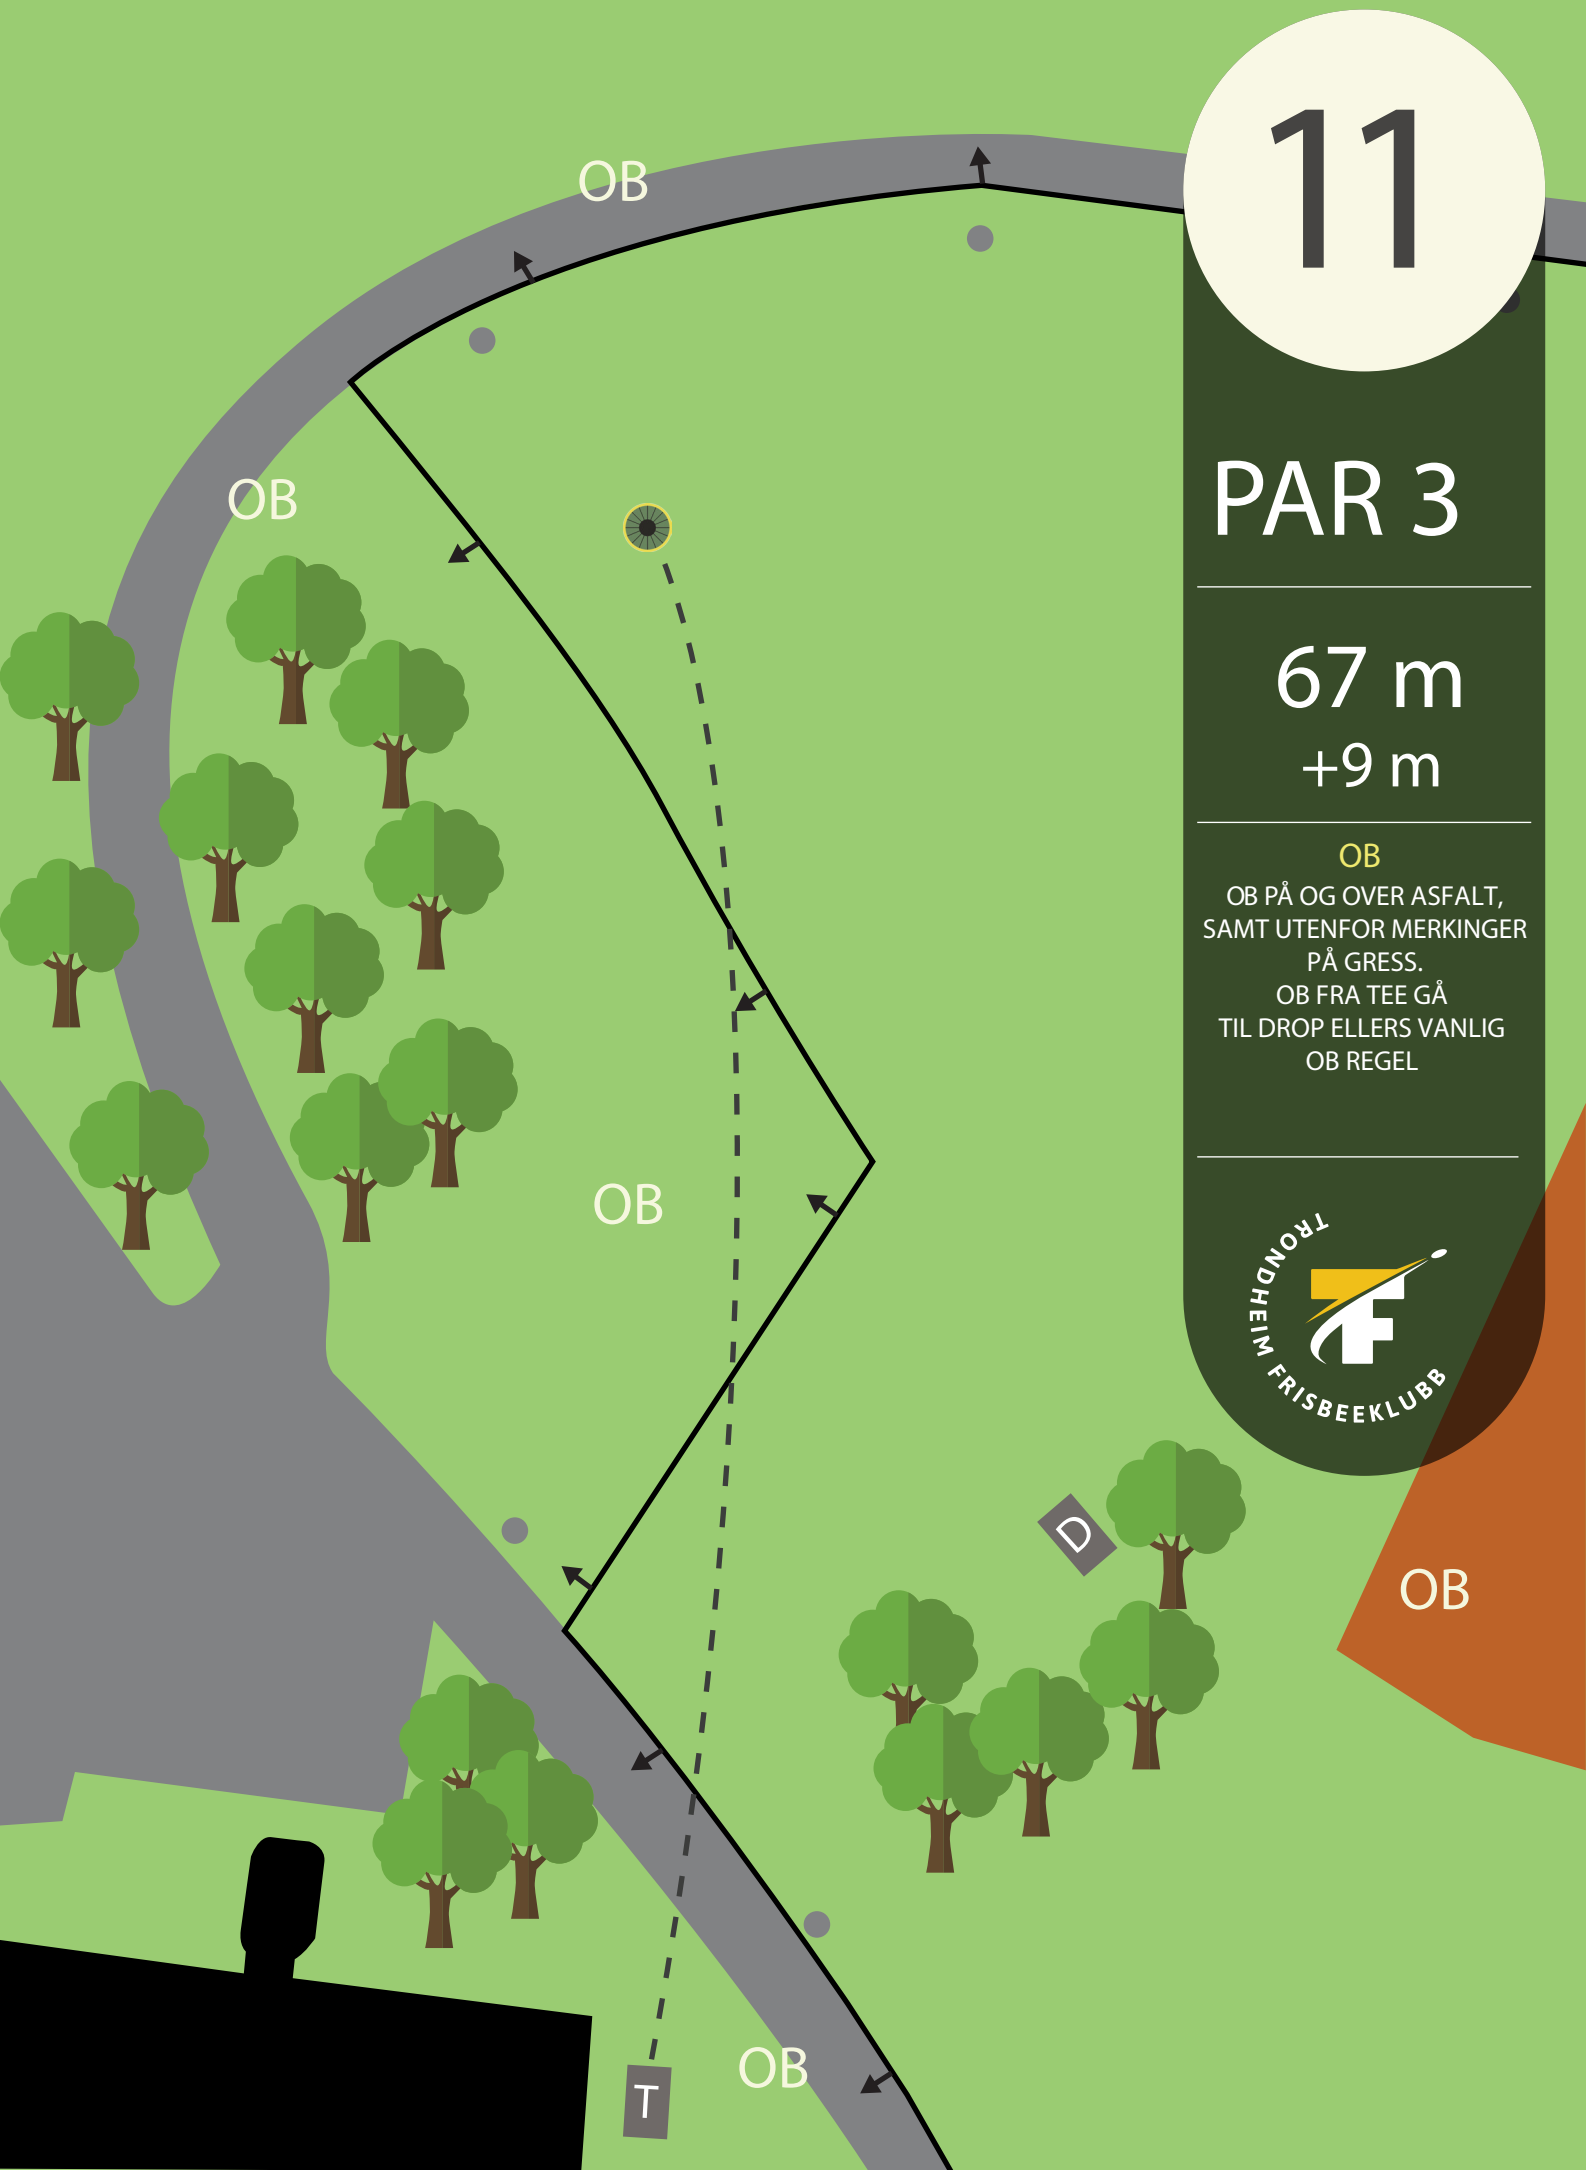 11
OB
PAR 3
OB
67 m
+9 m
OB
OB PÅ OG OVER ASFALT,
SAMT UTENFOR MERKINGER
PÅ GRESS.
OB FRA TEE GÅ
TIL DROP ELLERS VANLIG
OB REGEL
OB
TRONDHEIM FRISBEEKLUBB
TF
D
OB
OB
T